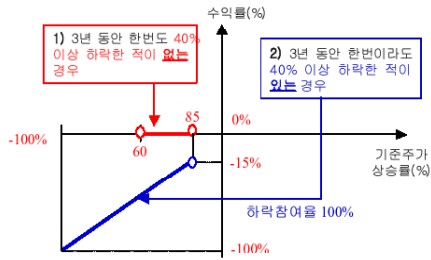 수익률(%)
1) 3년 동안 한번도 40%
이상 하락한 적이 없는
경우
2) 3년 동안 한번이라도
40% 이상 하락한 적이
있는 경우
85
0%
-100%
60
기준주가
상승률(%)
-15%
하락참여율 100%
-100%